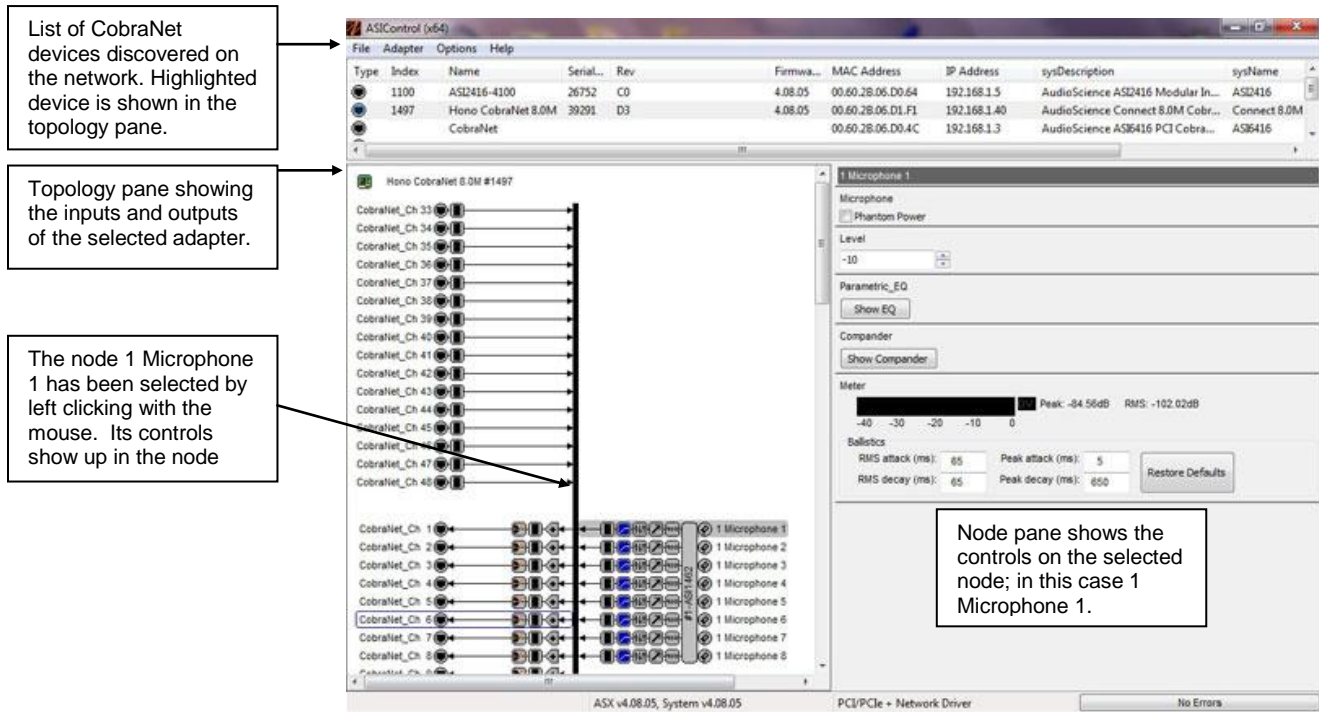 List of CobraNet
devices discovered on
the network. Highlighted
device is shown in the
topology pane.
Topology pane showing
the inputs and outputs
of the selected adapter.
The node 1 Microphone
1 has been selected by
left clicking with the
mouse. Its controls
show up in the node
ASIControl (x64)
File Adapter Options Help
Type Index Name Serial... Rev Firmwa... MAC Address IP Address sysDescription sysName
1100 ASI2416-4100 26752 C0 4.08.05 00.60.2B.06.D0.64 192.168.1.5 AudioScience ASI2416 Modular In... ASI2416
1497 Hono CobraNet 8.0M 39291 D3 4.08.05 00.60.2B.06.D1.F1 192.168.1.40 AudioScience Connect 8.0M Cobr... Connect 8.0M
CobraNet 00.60.2B.06.D0.4C 192.168.1.3 AudioScience ASI6416 PCI Cobra... ASI6416
Hono CobraNet 8.0M #1497
CobraNet_Ch 33
CobraNet_Ch 34
CobraNet_Ch 35
CobraNet_Ch 36
CobraNet_Ch 37
CobraNet_Ch 38
CobraNet_Ch 39
CobraNet_Ch 40
CobraNet_Ch 41
CobraNet_Ch 42
CobraNet_Ch 43
CobraNet_Ch 44
CobraNet_Ch 45
CobraNet_Ch 46
CobraNet_Ch 47
CobraNet_Ch 48
CobraNet_Ch 1 1 Microphone 1
CobraNet_Ch 2 1 Microphone 2
CobraNet_Ch 3 1 Microphone 3
CobraNet_Ch 4 1 Microphone 4
CobraNet_Ch 5 1 Microphone 5
CobraNet_Ch 6 1 Microphone 6
CobraNet_Ch 7 1 Microphone 7
CobraNet_Ch 8 1 Microphone 8
CobraNet_Ch 9
#1-ASI1462
1 Microphone 1
Microphone
Phantom Power
Level
-10
Parametric_EQ
Show EQ
Compander
Show Compander
Meter
Peak: -84.56dB RMS: -102.02dB
-40 -30 -20 -10 0
Ballistics
RMS attack (ms): 65 Peak attack (ms): 5
RMS decay (ms): 65 Peak decay (ms): 650
Restore Defaults
Node pane shows the
controls on the selected
node; in this case 1
Microphone 1.
ASX v4.08.05, System v4.08.05 PCI/PCIe + Network Driver No Errors